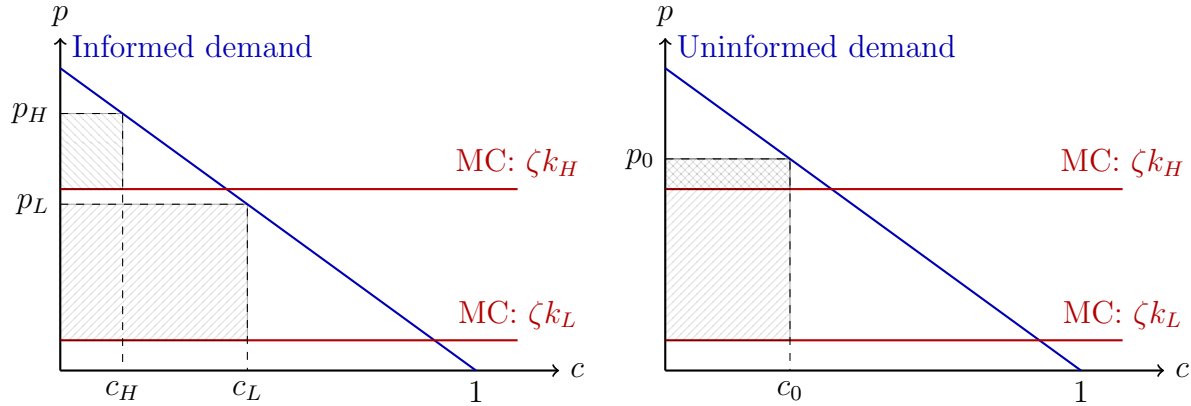 p
Informed demand
p_H
MC: ζk_H
p_L
MC: ζk_L
c_H
c_L
1
c
p
Uninformed demand
p_0
MC: ζk_H
MC: ζk_L
c_0
1
c